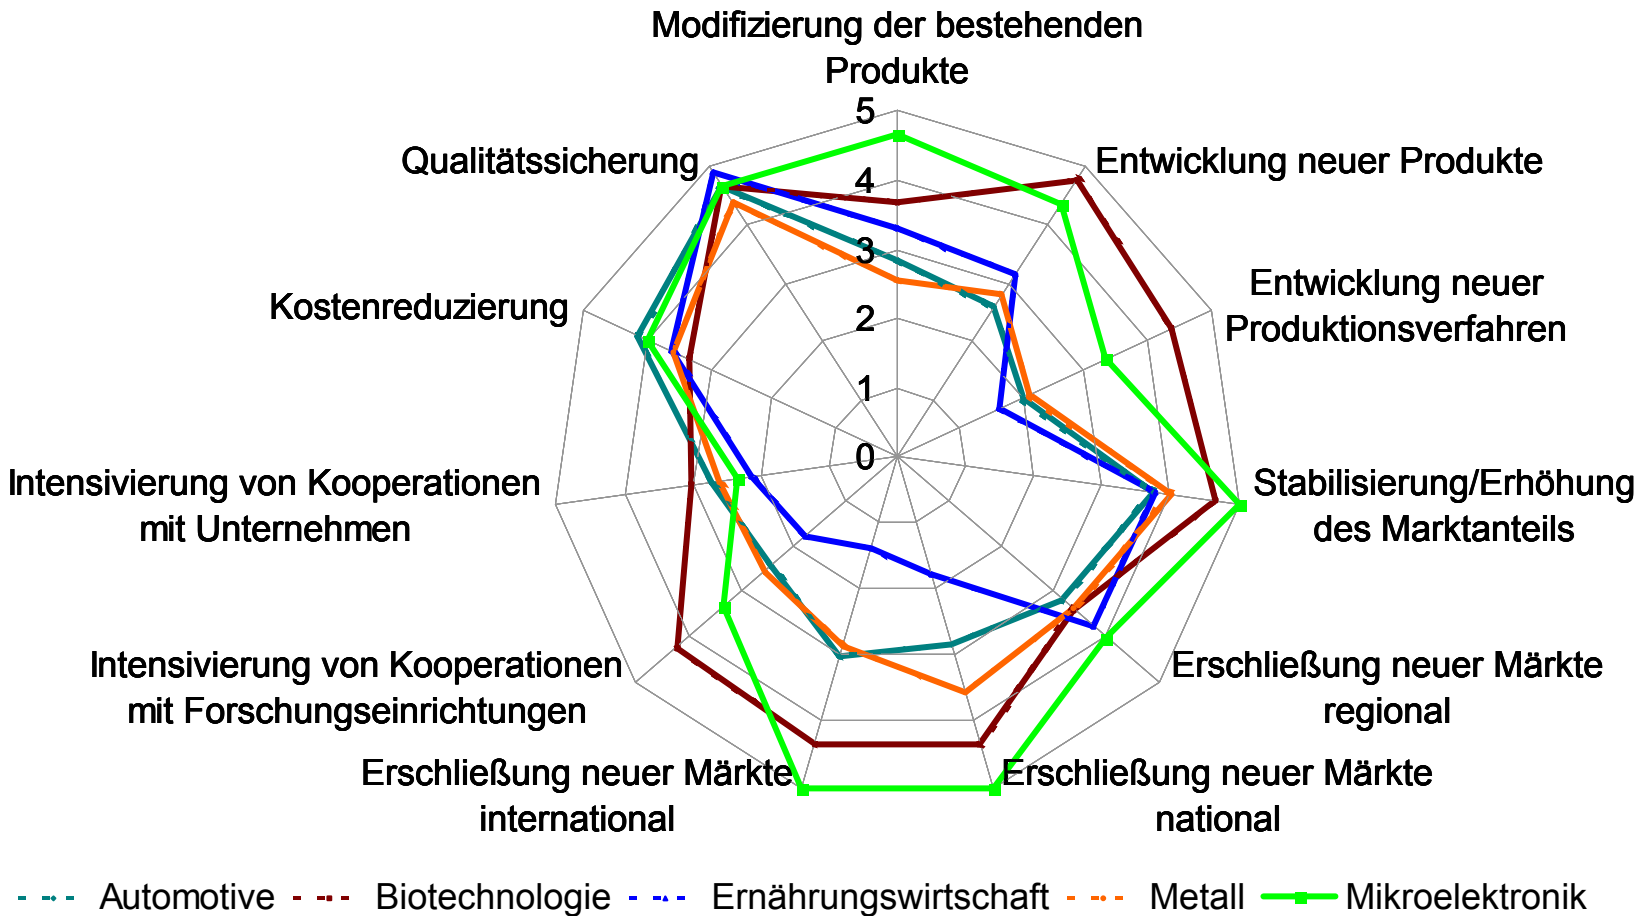 Modifizierung der bestehenden
Produkte
5
4
3
2
1
0
Entwicklung neuer Produkte
Entwicklung neuer
Produktionsverfahren
Stabilisierung/Erhöhung
des Marktanteils
Erschließung neuer Märkte
regional
Erschließung neuer Märkte
national
Erschließung neuer Märkte
international
Intensivierung von Kooperationen
mit Forschungseinrichtungen
Intensivierung von Kooperationen
mit Unternehmen
Kostenreduzierung
Qualitätssicherung
Automotive Biotechnologie Ernährungswirtschaft Metall Mikroelektronik